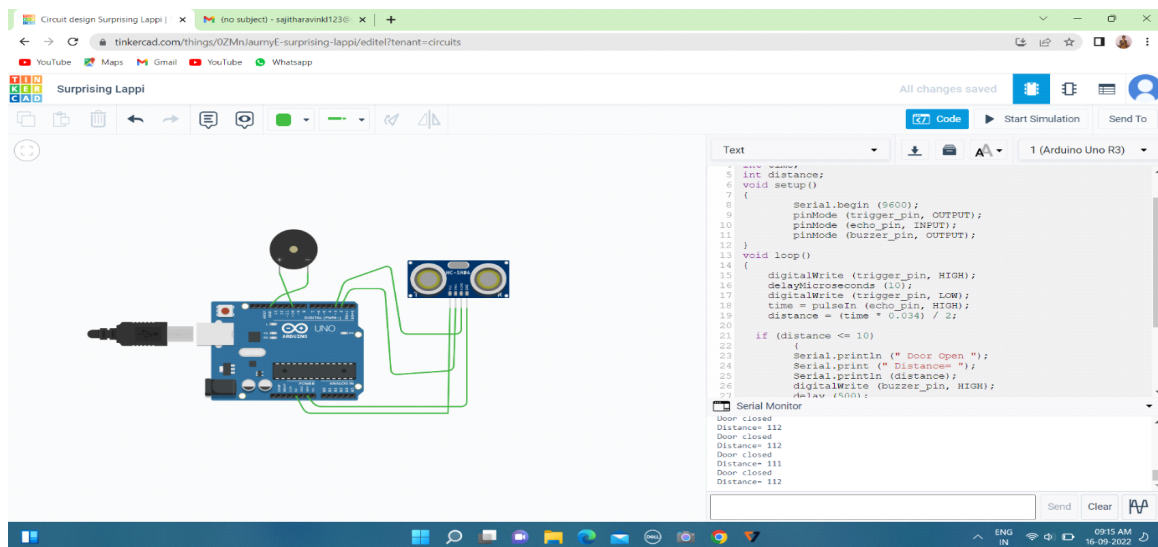 Circuit design Surprising Lappi |
(no subject) - sajitharavinkl123@
tinkercad.com/things/0ZMnJaurnyE-surprising-lappi/editel?tenant=circuits
YouTube Maps Gmail YouTube Whatsapp
TIN
KER
CAD
Surprising Lappi
All changes saved
Code
Start Simulation
Send To
Text
1 (Arduino Uno R3)
5 int distance;
6 void setup()
7 {
8 Serial.begin (9600);
9 pinMode (trigger_pin, OUTPUT);
10 pinMode (echo_pin, INPUT);
11 pinMode (buzzer_pin, OUTPUT);
12 }
13 void loop()
14 {
15 digitalWrite (trigger_pin, HIGH);
16 delayMicroseconds (10);
17 digitalWrite (trigger_pin, LOW);
18 time = pulseIn (echo_pin, HIGH);
19 distance = (time * 0.034) / 2;
20
21 if (distance <= 10)
22 {
23 Serial.println (" Door Open ");
24 Serial.print (" Distance= ");
25 Serial.println (distance);
26 digitalWrite (buzzer_pin, HIGH);
27 delay (500);
HC-SR04
UNO
ARDUINO
Serial Monitor
Door closed
Distance= 112
Door closed
Distance= 112
Door closed
Distance= 111
Door closed
Distance= 112
Send
Clear
DELL
ENG
IN
09:15 AM
16-09-2022